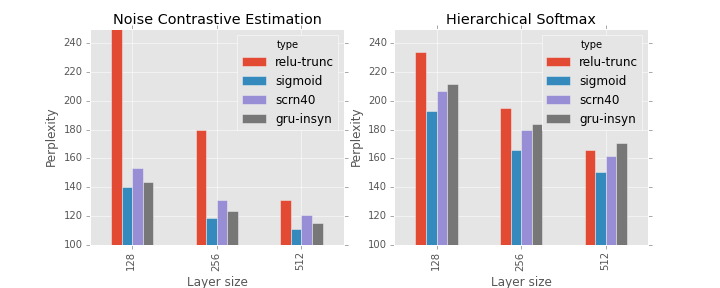 Noise Contrastive Estimation
240
220
200
180
160
140
120
100
Perplexity
type
relu-trunc
sigmoid
scrn40
gru-insyn
128
256
512
Layer size
Hierarchical Softmax
240
220
200
180
160
140
120
100
Perplexity
type
relu-trunc
sigmoid
scrn40
gru-insyn
128
256
512
Layer size